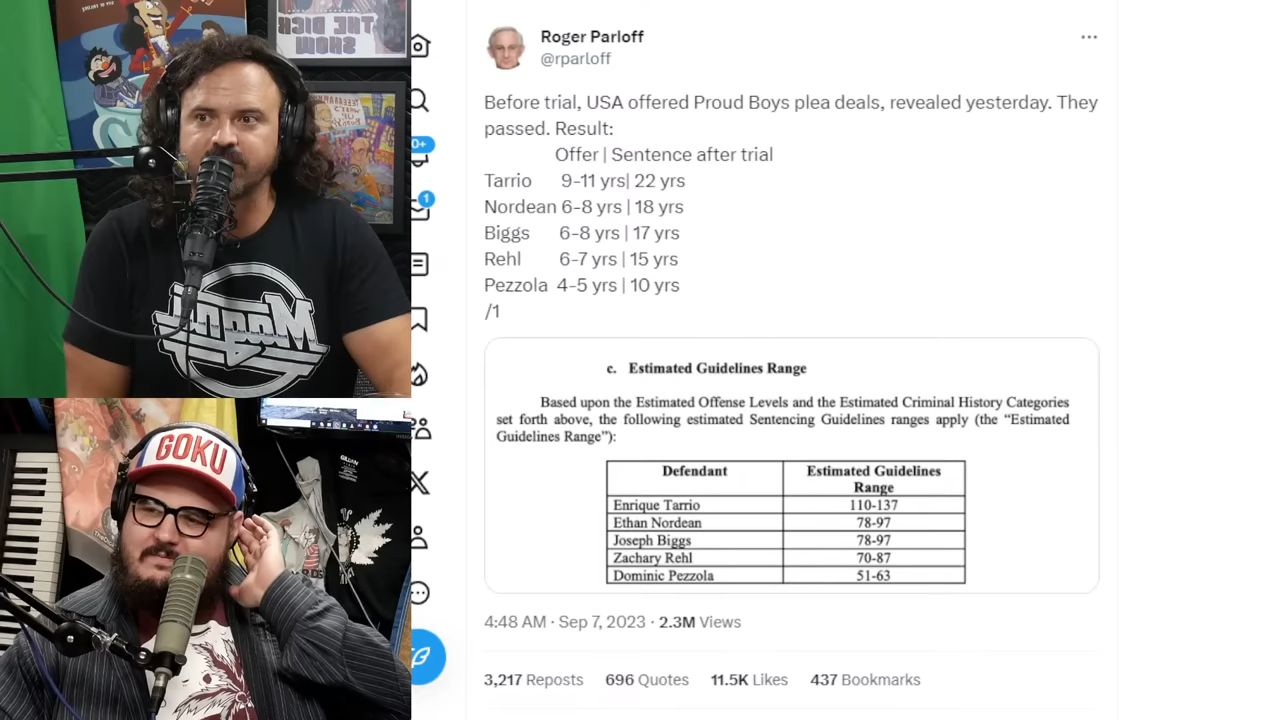 THE DICK
SHOW
Magnum
GOKU
0+
1
Roger Parloff
@rparloff
Before trial, USA offered Proud Boys plea deals, revealed yesterday. They
passed. Result:
Offer | Sentence after trial
Tarrio 9-11 yrs| 22 yrs
Nordean 6-8 yrs | 18 yrs
Biggs 6-8 yrs | 17 yrs
Rehl 6-7 yrs | 15 yrs
Pezzola 4-5 yrs | 10 yrs
/1
c. Estimated Guidelines Range
Based upon the Estimated Offense Levels and the Estimated Criminal History Categories
set forth above, the following estimated Sentencing Guidelines ranges apply (the “Estimated
Guidelines Range”):
Defendant Estimated Guidelines
Range
Enrique Tarrio 110-137
Ethan Nordean 78-97
Joseph Biggs 78-97
Zachary Rehl 70-87
Dominic Pezzola 51-63
4:48 AM · Sep 7, 2023 · 2.3M Views
3,217 Reposts 696 Quotes 11.5K Likes 437 Bookmarks